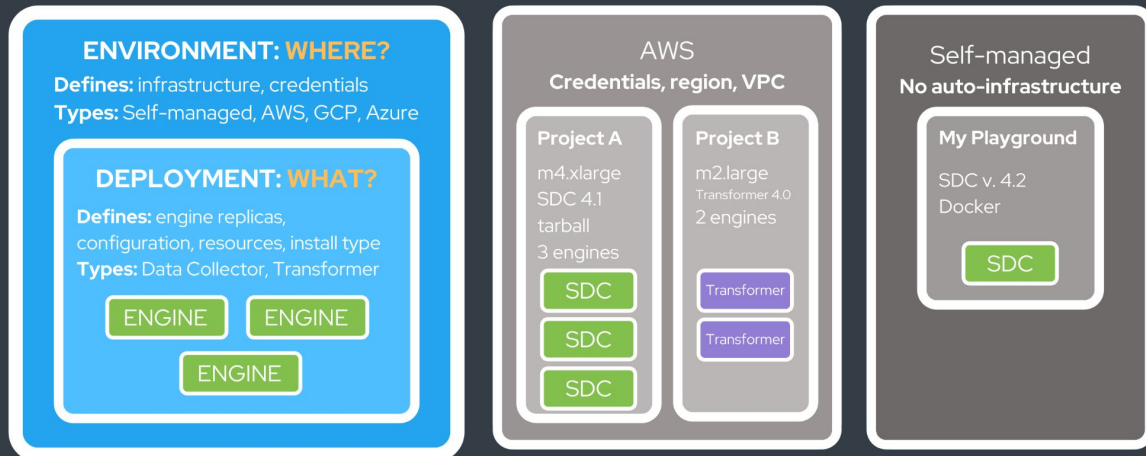 ENVIRONMENT: WHERE?
Defines: infrastructure, credentials
Types: Self-managed, AWS, GCP, Azure
DEPLOYMENT: WHAT?
Defines: engine replicas,
configuration, resources, install type
Types: Data Collector, Transformer
ENGINE
ENGINE
ENGINE
AWS
Credentials, region, VPC
Project A
m4.xlarge
SDC 4.1
tarball
3 engines
SDC
SDC
SDC
Project B
m2.large
Transformer 4.0
2 engines
Transformer
Transformer
Self-managed
No auto-infrastructure
My Playground
SDC v. 4.2
Docker
SDC